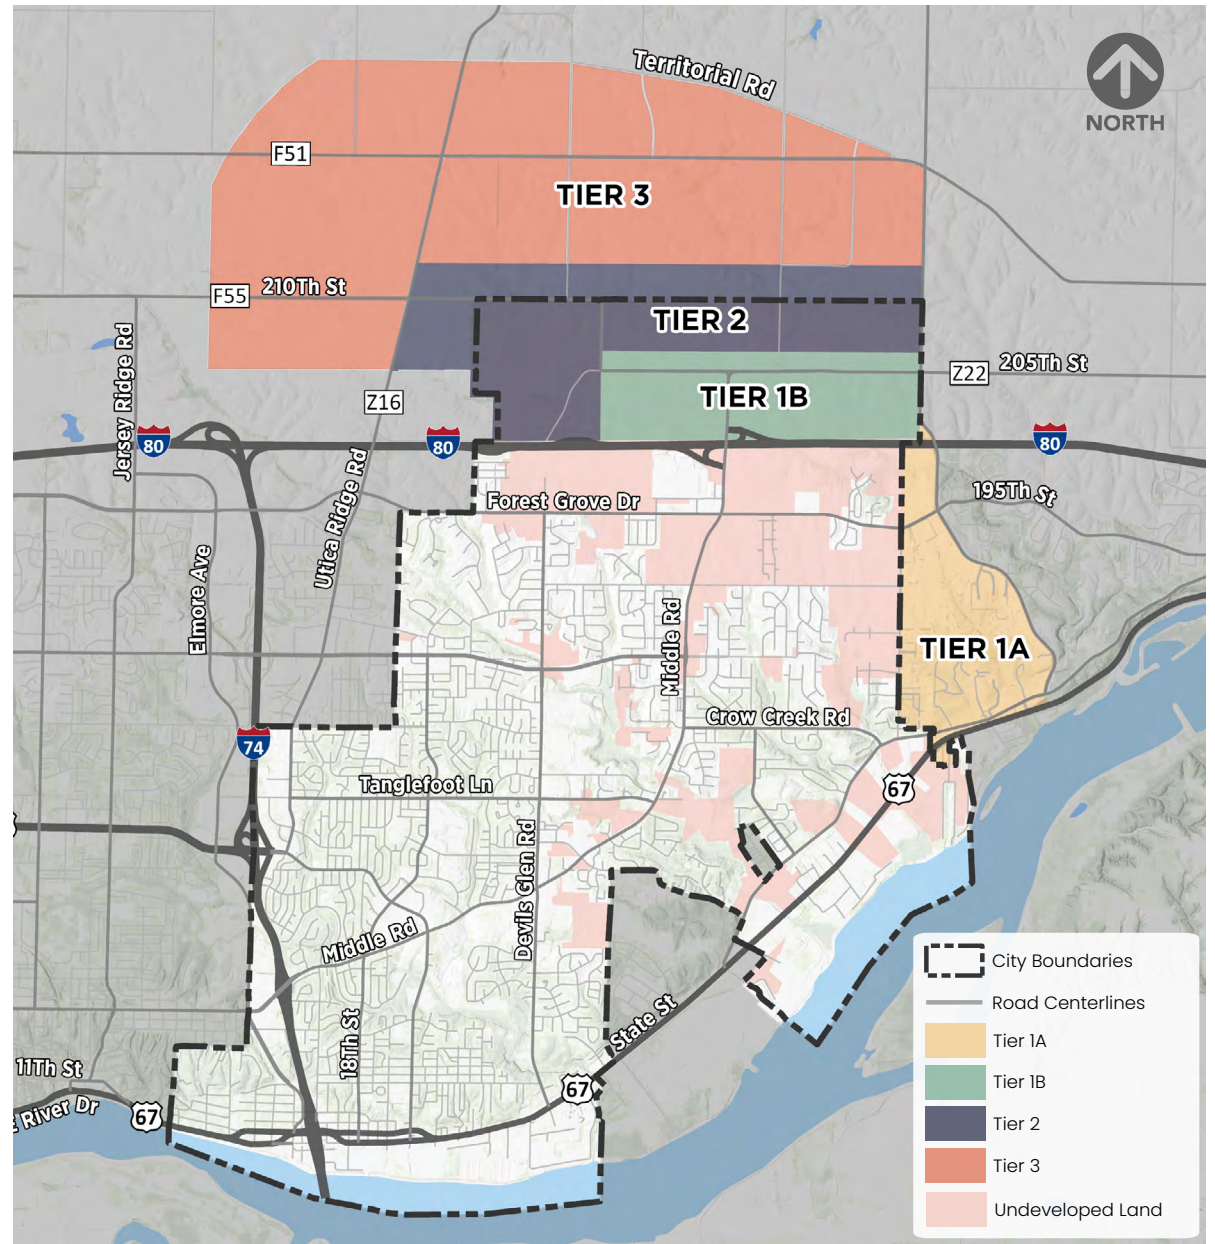 Territorial Rd
NORTH
F51
TIER 3
F55
210Th St
TIER 2
Jersey Ridge Rd
Z16
TIER 1B
Z22
205Th St
80
80
80
Utica Ridge Rd
Forest Grove Dr
195Th St
Elmore Ave
Middle Rd
TIER 1A
Crow Creek Rd
74
Tanglefoot Ln
67
Devils Glen Rd
Middle Rd
18Th St
State St
11Th St
E River Dr
67
67
City Boundaries
Road Centerlines
Tier 1A
Tier 1B
Tier 2
Tier 3
Undeveloped Land